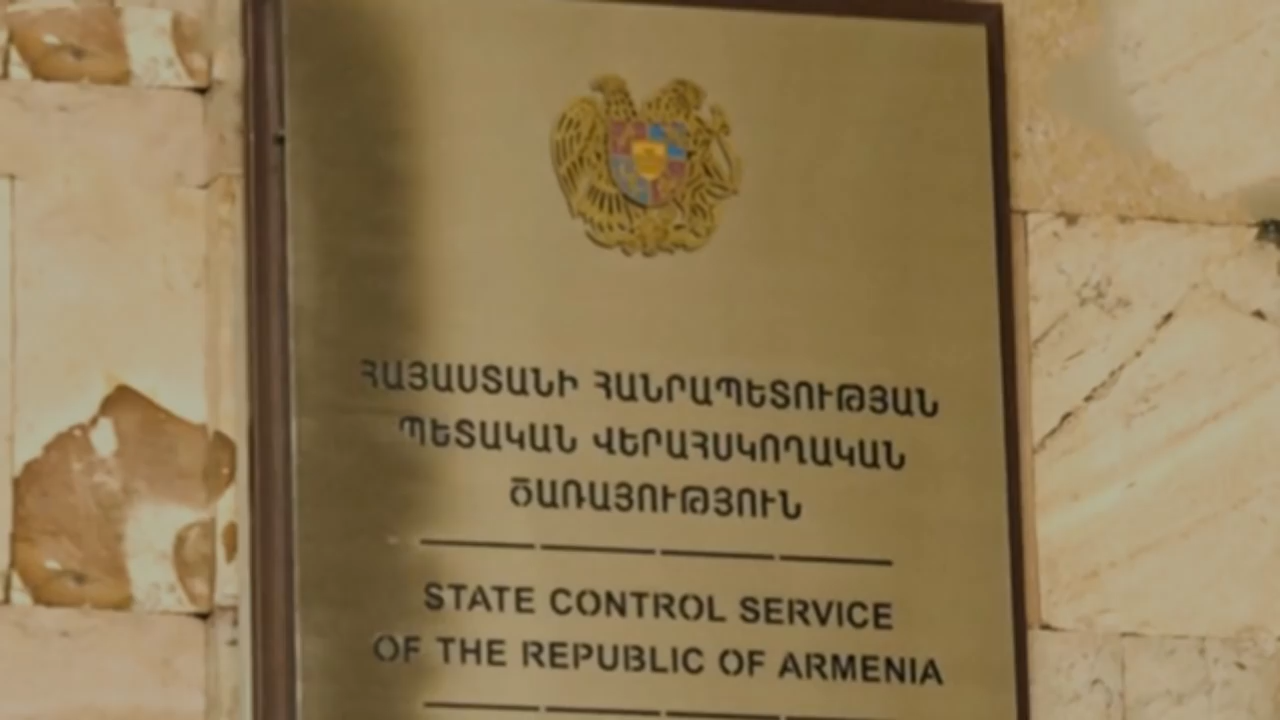 ՀԱՅԱՍՏԱՆԻ ՀԱՆՐԱՊԵՏՈՒԹՅԱՆ
ՊԵՏԱԿԱՆ ՎԵՐԱՀՍԿՈՂԱԿԱՆ
ԾԱՌԱՅՈՒԹՅՈՒՆ
STATE CONTROL SERVICE
OF THE REPUBLIC OF ARMENIA